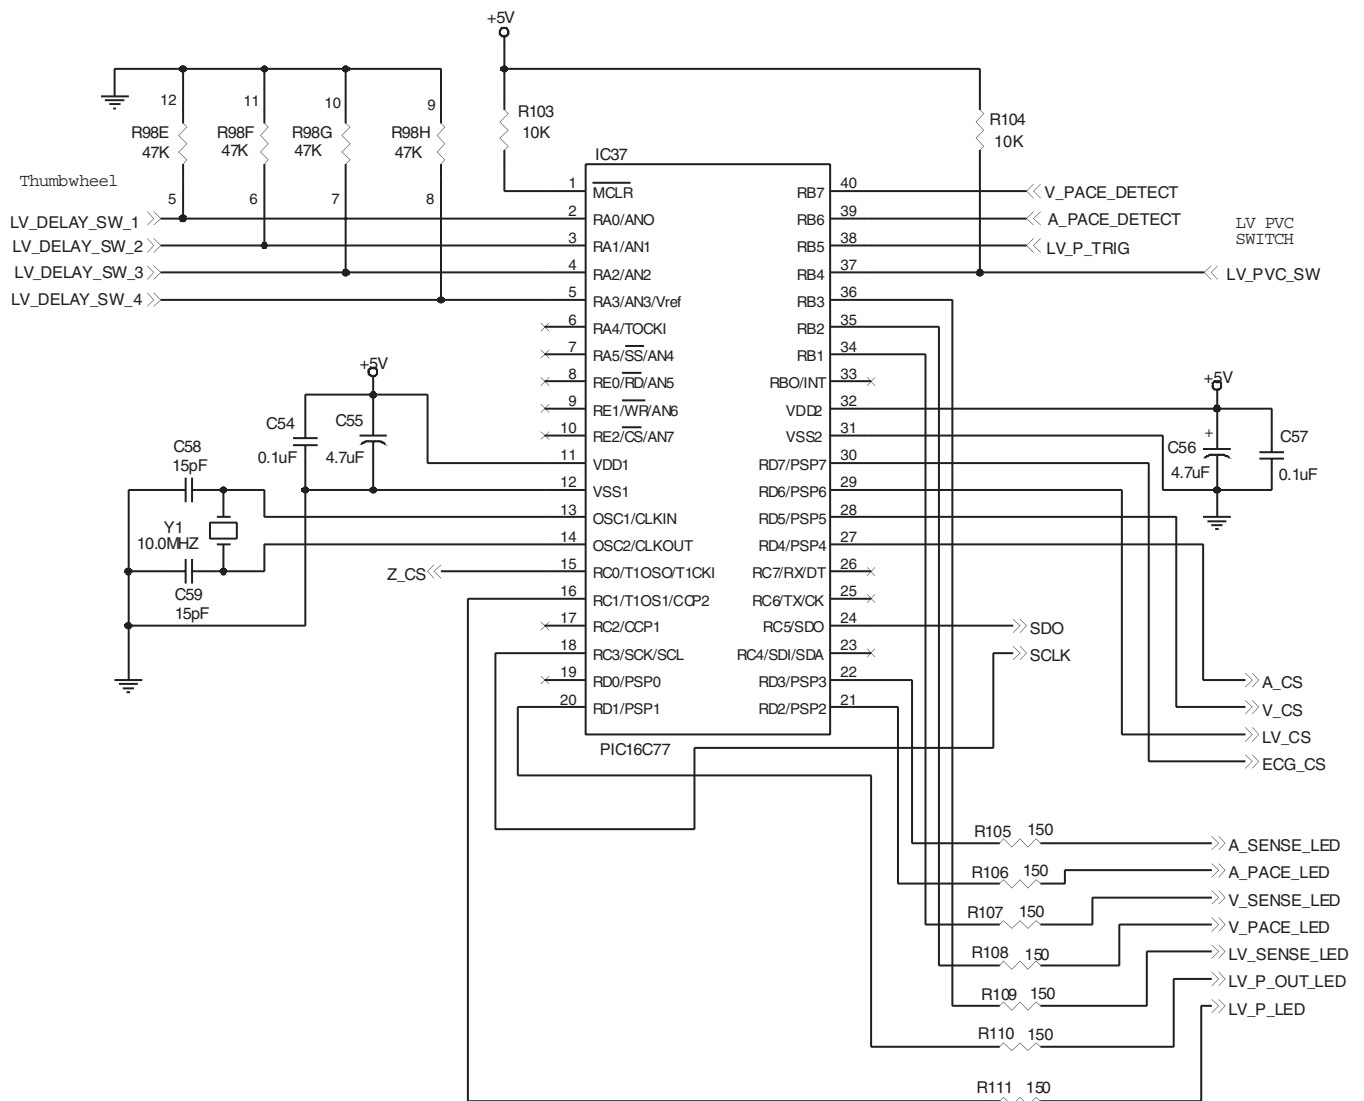 +5V
12
11
10
9
R98E
47K
R98F
47K
R98G
47K
R98H
47K
R103
10K
R104
10K
Thumbwheel
5
6
7
8
LV_DELAY_SW_1
LV_DELAY_SW_2
LV_DELAY_SW_3
LV_DELAY_SW_4
IC37
1 MCLR
2 RA0/ANO
3 RA1/AN1
4 RA2/AN2
5 RA3/AN3/Vref
6 RA4/TOCKI
7 RA5/SS/AN4
8 RE0/RD/AN5
9 RE1/WR/AN6
10 RE2/CS/AN7
11 VDD1
12 VSS1
13 OSC1/CLKIN
14 OSC2/CLKOUT
15 RC0/T1OSO/T1CKI
16 RC1/T1OS1/CCP2
17 RC2/CCP1
18 RC3/SCK/SCL
19 RD0/PSP0
20 RD1/PSP1
RB7 40
RB6 39
RB5 38
RB4 37
RB3 36
RB2 35
RB1 34
RBO/INT 33
VDD2 32
VSS2 31
RD7/PSP7 30
RD6/PSP6 29
RD5/PSP5 28
RD4/PSP4 27
RC7/RX/DT 26
RC6/TX/CK 25
RC5/SDO 24
RC4/SDI/SDA 23
RD3/PSP3 22
RD2/PSP2 21
PIC16C77
V_PACE_DETECT
A_PACE_DETECT
LV_P_TRIG
LV PVC
SWITCH
LV_PVC_SW
+5V
C54
0.1uF
C55
4.7uF
C58
15pF
Y1
10.0MHZ
C59
15pF
Z_CS
+5V
+
C56
4.7uF
C57
0.1uF
SDO
SCLK
A_CS
V_CS
LV_CS
ECG_CS
R105 150 A_SENSE_LED
R106 150 A_PACE_LED
R107 150 V_SENSE_LED
R108 150 V_PACE_LED
R109 150 LV_SENSE_LED
R110 150 LV_P_OUT_LED
R111 150 LV_P_LED